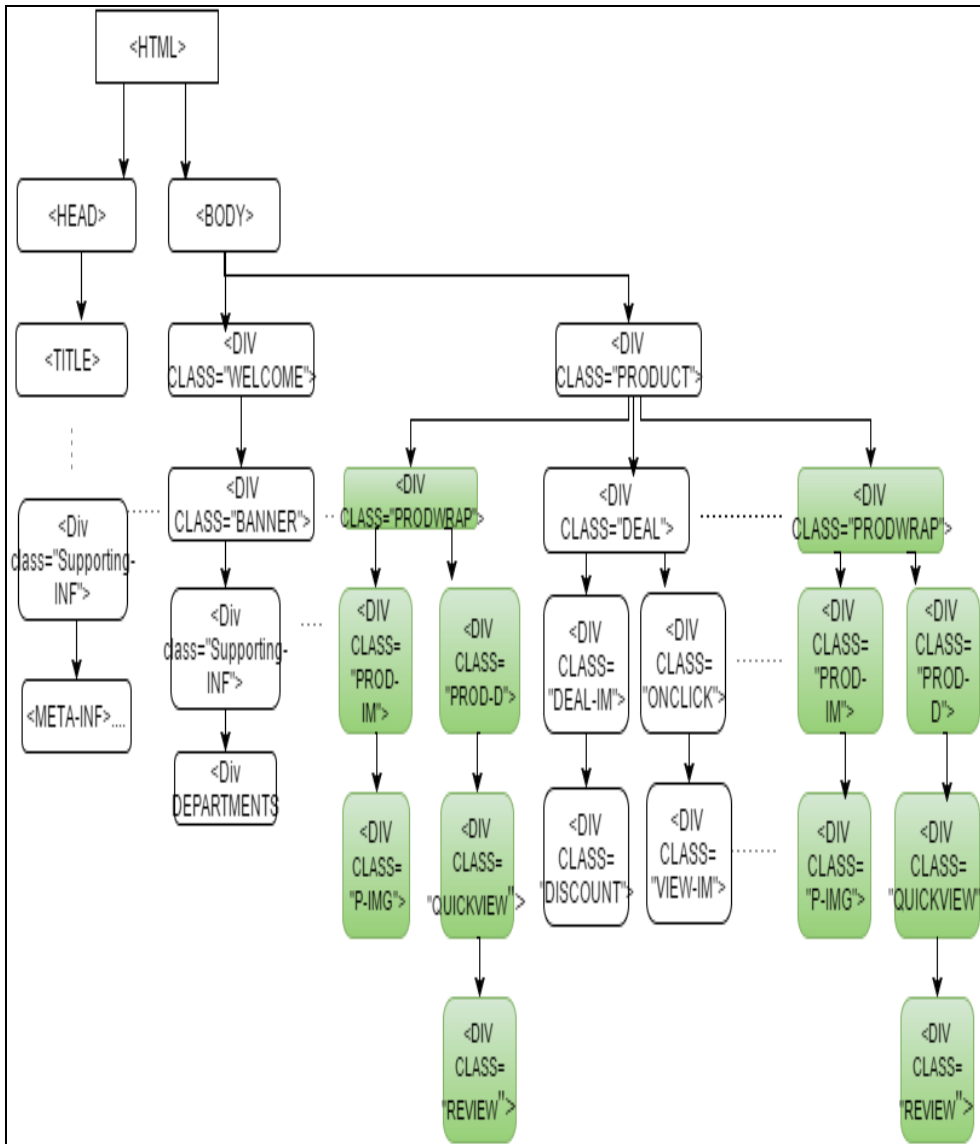 <HTML>
<HEAD>
<BODY>
<TITLE>
<DIV
CLASS="WELCOME">
<DIV
CLASS="PRODUCT">
<Div
class="Supporting-
INF">
<DIV
CLASS="BANNER">
<DIV
CLASS="PRODWRAP">
<DIV
CLASS="DEAL">
<DIV
CLASS="PRODWRAP">
<META-INF>....
<Div
class="Supporting-
INF">
<DIV
CLASS=
"PROD-
IM">
<DIV
CLASS=
"PROD-D">
<DIV
CLASS=
"DEAL-IM">
<DIV
CLASS=
"ONCLICK">
<DIV
CLASS=
"PROD-
IM">
<DIV
CLASS=
"PROD-
D">
<Div
DEPARTMENTS
<DIV
CLASS=
"P-IMG">
<DIV
CLASS=
"QUICKVIEW">
<DIV
CLASS=
"DISCOUNT">
<DIV
CLASS=
"VIEW-IM">
<DIV
CLASS=
"P-IMG">
<DIV
CLASS=
"QUICKVIEW"
<DIV
CLASS=
"REVIEW">
<DIV
CLASS=
"REVIEW">